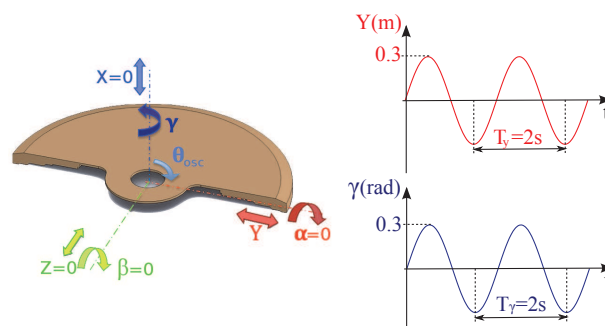 X=0
γ
θosc
Y
α=0
Z=0
β=0
Y(m)
0.3
Ty=2s
t
γ(rad)
0.3
Tγ=2s